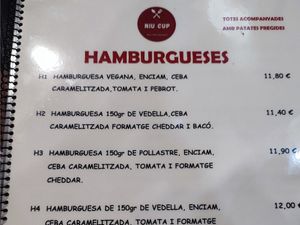 NIU CUP
TOTES ACOMPANYADES
AMB PATATES FREGIDES
HAMBURGUESES
H1 HAMBURGUESA VEGANA, ENCIAM, CEBA 11,80 €
CARAMELITZADA,TOMATA I PEBROT.
H2 HAMBURGUESA 150gr DE VEDELLA,CEBA 11,40 €
CARAMELITZADA FORMATGE CHEDDAR I BACÓ.
H3 HAMBURGUESA 150gr DE POLLASTRE, ENCIAM, 11,90 €
CEBA CARAMELITZADA, TOMATA I FORMATGE
CHEDDAR.
H4 HAMBURGUESA DE 150gr DE VEDELLA, ENCIAM, 12,00 €
CEBA CARAMELITZADA, TOMATA I FORMATGE